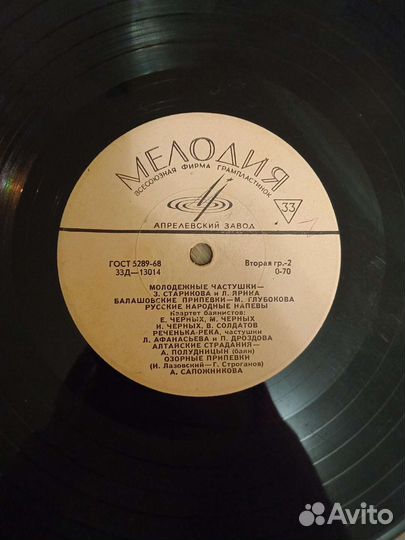 МЕЛОДИЯ
ВСЕСОЮЗНАЯ ФИРМА ГРАМПЛАСТИНОК
33
АПРЕЛЕВСКИЙ ЗАВОД
ГОСТ 5289-68 Вторая гр.-2
33Д—13014 0-70
МОЛОДЕЖНЫЕ ЧАСТУШКИ—
З. СТАРИКОВА и Л. ЯРИКА
БАЛАШОВСКИЕ ПРИПЕВКИ—М. ГЛУБОКОВА
РУССКИЕ НАРОДНЫЕ НАПЕВЫ
Квартет баянистов:
Е. ЧЕРНЫХ, М. ЧЕРНЫХ
И. ЧЕРНЫХ, В. СОЛДАТОВ
РЕЧЕНЬКА-РЕКА, частушки
Л. АФАНАСЬЕВА и П. ДРОЗДОВА
АЛТАЙСКИЕ СТРАДАНИЯ—
А. ПОЛУДНИЦЫН (баян)
ОЗОРНЫЕ ПРИПЕВКИ
(И. Лазовский—Г. Строганов)
А. САПОЖНИКОВА
Avito